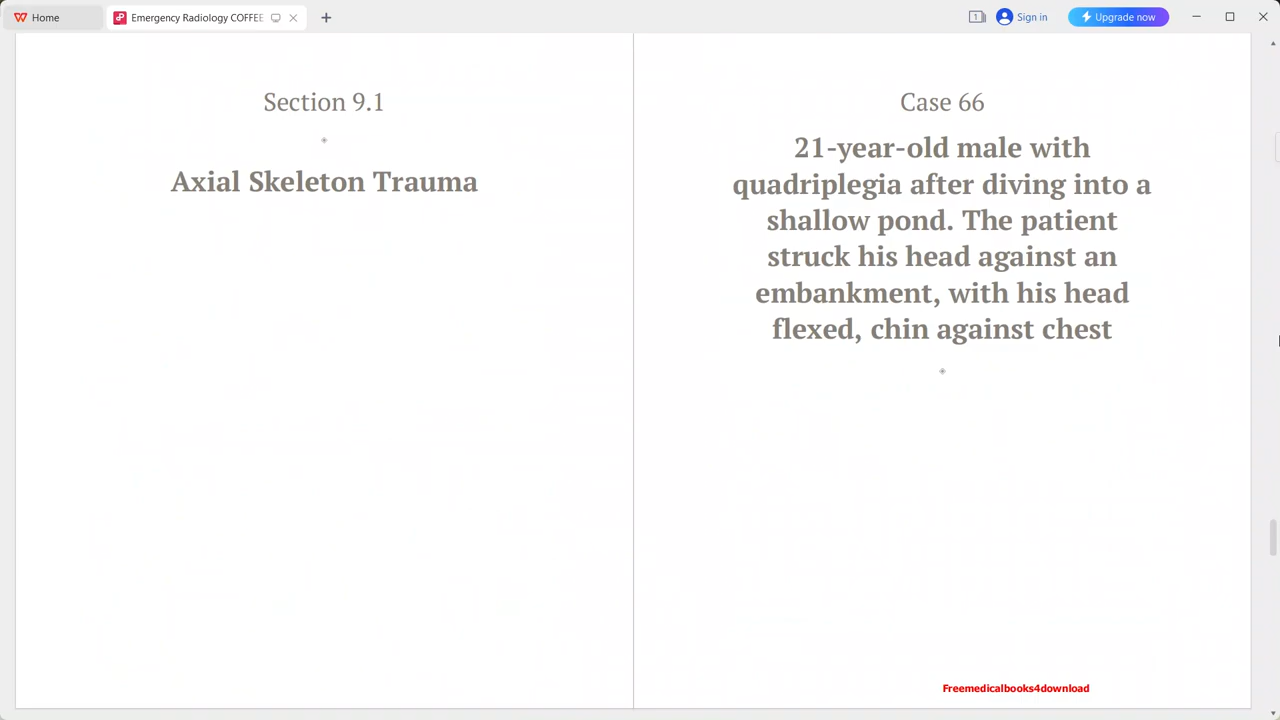 Home
Emergency Radiology COFFEE
1
Sign in
Upgrade now
Section 9.1
Axial Skeleton Trauma
Case 66
21-year-old male with
quadriplegia after diving into a
shallow pond. The patient
struck his head against an
embankment, with his head
flexed, chin against chest
Freemedicalbooks4download